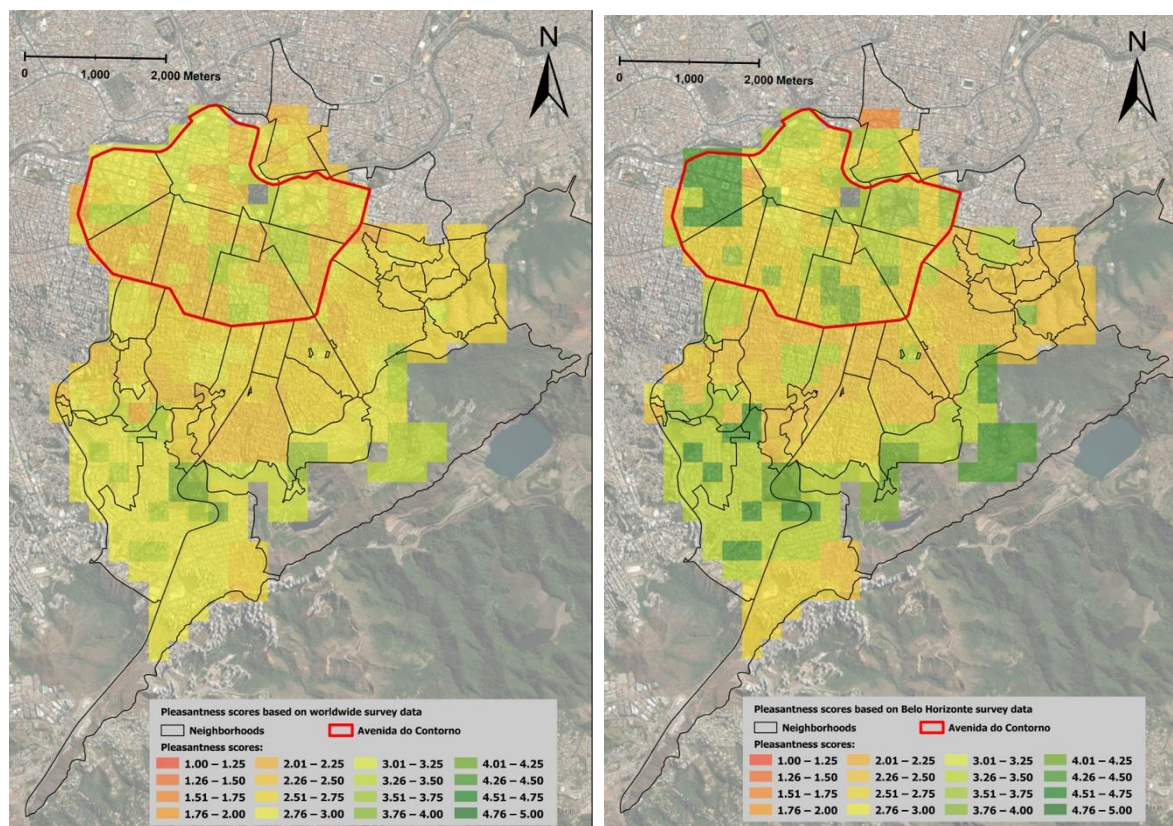 N
0 1,000 2,000 Meters
Pleasantness scores based on worldwide survey data
Neighborhoods Avenida do Contorno
Pleasantness scores:
1.00 – 1.25 2.01 – 2.25 3.01 – 3.25 4.01 – 4.25
1.26 – 1.50 2.26 – 2.50 3.26 – 3.50 4.26 – 4.50
1.51 – 1.75 2.51 – 2.75 3.51 – 3.75 4.51 – 4.75
1.76 – 2.00 2.76 – 3.00 3.76 – 4.00 4.76 – 5.00
N
0 1,000 2,000 Meters
Pleasantness scores based on Belo Horizonte survey data
Neighborhoods Avenida do Contorno
Pleasantness scores:
1.00 – 1.25 2.01 – 2.25 3.01 – 3.25 4.01 – 4.25
1.26 – 1.50 2.26 – 2.50 3.26 – 3.50 4.26 – 4.50
1.51 – 1.75 2.51 – 2.75 3.51 – 3.75 4.51 – 4.75
1.76 – 2.00 2.76 – 3.00 3.76 – 4.00 4.76 – 5.00